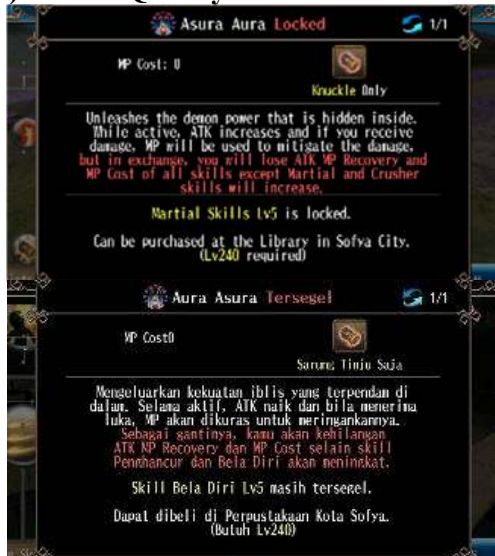 Asura Aura Locked 1/1
MP Cost: 0
Knuckle Only
Unleashes the demon power that is hidden inside.
While active, ATK increases and if you receive
damage, MP will be used to mitigate the damage,
but in exchange, you will lose ATK MP Recovery and
MP Cost of all skills except Martial and Crusher
skills will increase.
Martial Skills Lv5 is locked.
Can be purchased at the Library in Sofya City.
(Lv240 required)
Aura Asura Tersegel 1/1
MP Cost0
Sarung Tinju Saja
Mengeluarkan kekuatan iblis yang terpendam di
dalam. Selama aktif, ATK naik dan bila menerima
luka, MP akan dikuras untuk meringankannya.
Sebagai gantinya, kamu akan kehilangan
ATK MP Recovery dan MP Cost selain skill
Penghancur dan Bela Diri akan meningkat.
Skill Bela Diri Lv5 masih tersegel.
Dapat dibeli di Perpustakaan Kota Sofya.
(Butuh Lv240)